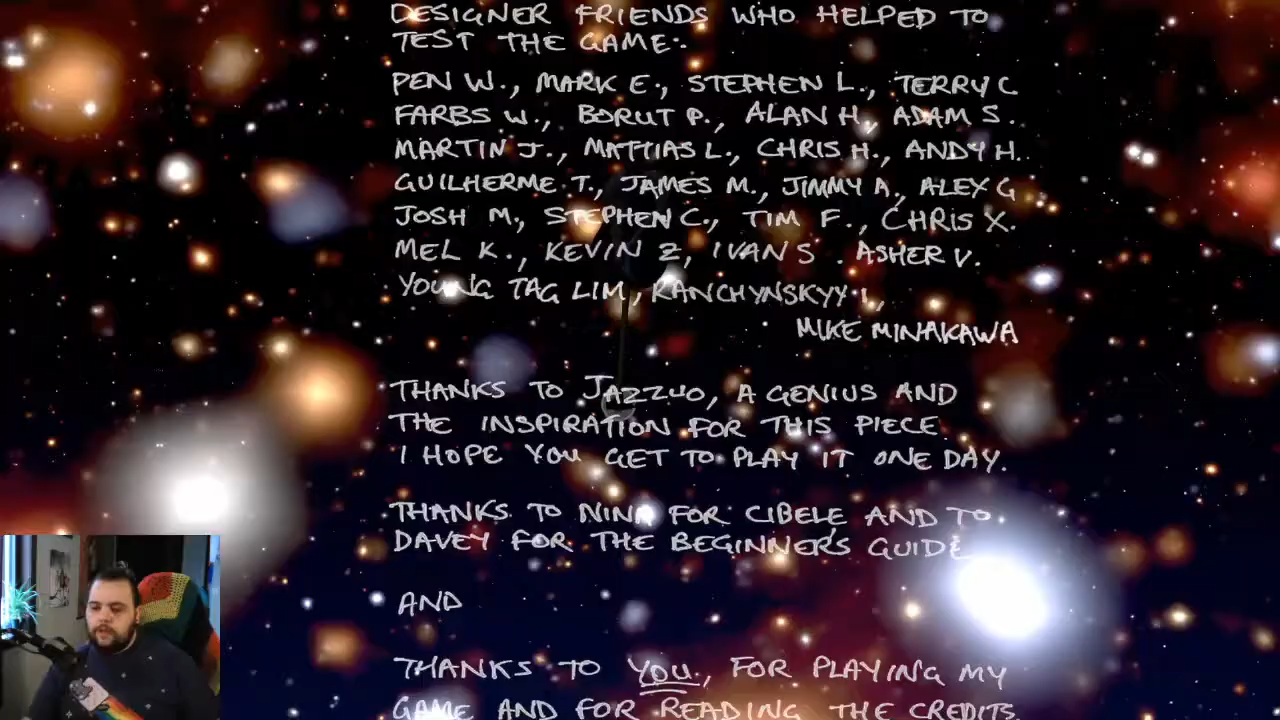 DESIGNER FRIENDS WHO HELPED TO
TEST THE GAME:
PEN W., MARK E., STEPHEN L., TERRY C
FARBS W., BORUT P., ALAN H., ADAM S.
MARTIN J., MATTIAS L., CHRIS H., ANDY H.
GUILHERME T., JAMES M., JIMMY A, ALEX G
JOSH M, STEPHEN C., TIM F., CHRIS X.
MEL K., KEVIN Z, IVAN S. ASHER V.
YOUNG TAG LIM, RANCHYNSKYY I.,
MIKE MINAKAWA
THANKS TO JAZZUO, A GENIUS AND
THE INSPIRATION FOR THIS PIECE
I HOPE YOU GET TO PLAY IT ONE DAY.
THANKS TO NINA FOR CIBELE AND TO
DAVEY FOR THE BEGINNERS GUIDE
AND
THANKS TO YOU, FOR PLAYING MY
GAME AND FOR READING THE CREDITS